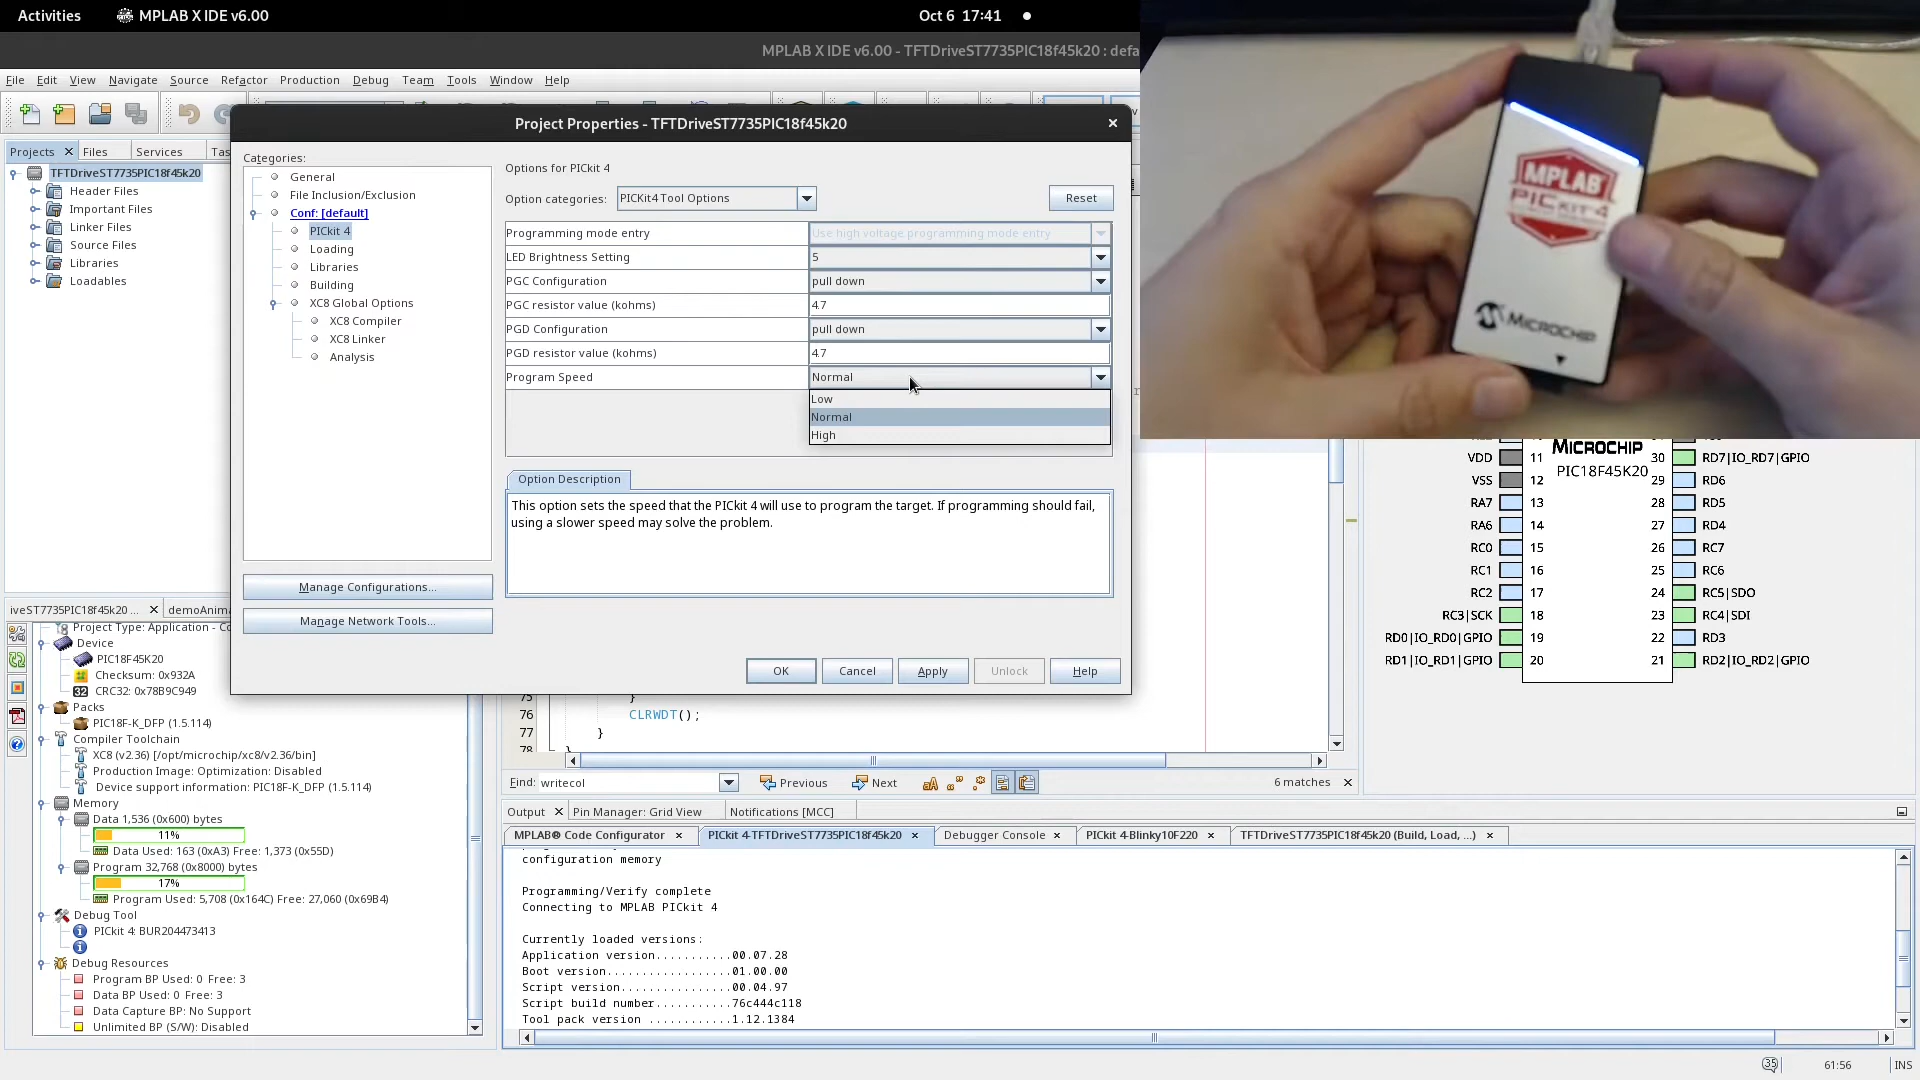 Activities
MPLAB X IDE v6.00
Oct 6 17:41
MPLAB X IDE v6.00 - TFTDriveST7735PIC18f45k20 : defa
File Edit View Navigate Source Refactor Production Debug Team Tools Window Help
Projects Files Services Tas
TFTDriveST7735PIC18f45k20
Header Files
Important Files
Linker Files
Source Files
Libraries
Loadables
Project Properties - TFTDriveST7735PIC18f45k20
Categories:
General
File Inclusion/Exclusion
Conf: [default]
PICkit 4
Loading
Libraries
Building
XC8 Global Options
XC8 Compiler
XC8 Linker
Analysis
Manage Configurations...
Manage Network Tools...
Options for PICkit 4
Option categories: PICKit4 Tool Options Reset
Programming mode entry Use high voltage programming mode entry
LED Brightness Setting 5
PGC Configuration pull down
PGC resistor value (kohms) 4.7
PGD Configuration pull down
PGD resistor value (kohms) 4.7
Program Speed Normal
Low
Normal
High
Option Description
This option sets the speed that the PICkit 4 will use to program the target. If programming should fail,
using a slower speed may solve the problem.
OK Cancel Apply Unlock Help
MPLAB
PICkit 4
MICROCHIP
MICROCHIP
PIC18F45K20
VDD 11 30 RD7|IO_RD7|GPIO
VSS 12 29 RD6
RA7 13 28 RD5
RA6 14 27 RD4
RC0 15 26 RC7
RC1 16 25 RC6
RC2 17 24 RC5|SDO
RC3|SCK 18 23 RC4|SDI
RD0|IO_RD0|GPIO 19 22 RD3
RD1|IO_RD1|GPIO 20 21 RD2|IO_RD2|GPIO
iveST7735PIC18f45k20 ... demoAnima
Project Type: Application - Co
Device
PIC18F45K20
Checksum: 0x932A
CRC32: 0x78B9C949
Packs
PIC18F-K_DFP (1.5.114)
Compiler Toolchain
XC8 (v2.36) [/opt/microchip/xc8/v2.36/bin]
Production Image: Optimization: Disabled
Device support information: PIC18F-K_DFP (1.5.114)
Memory
Data 1,536 (0x600) bytes
11%
Data Used: 163 (0xA3) Free: 1,373 (0x55D)
Program 32,768 (0x8000) bytes
17%
Program Used: 5,708 (0x164C) Free: 27,060 (0x69B4)
Debug Tool
PICkit 4: BUR204473413
Debug Resources
Program BP Used: 0 Free: 3
Data BP Used: 0 Free: 3
Data Capture BP: No Support
Unlimited BP (S/W): Disabled
75 }
76 CLRWDT();
77 }
78 }
Find: writecol Previous Next 6 matches
Output Pin Manager: Grid View Notifications [MCC]
MPLAB® Code Configurator PICkit 4-TFTDriveST7735PIC18f45k20 Debugger Console PICkit 4-Blinky10F220 TFTDriveST7735PIC18f45k20 (Build, Load, ...)
configuration memory
Programming/Verify complete
Connecting to MPLAB PICkit 4
Currently loaded versions:
Application version...........00.07.28
Boot version..................01.00.00
Script version................00.04.97
Script build number...........76c444c118
Tool pack version ............1.12.1384
35 61:56 INS